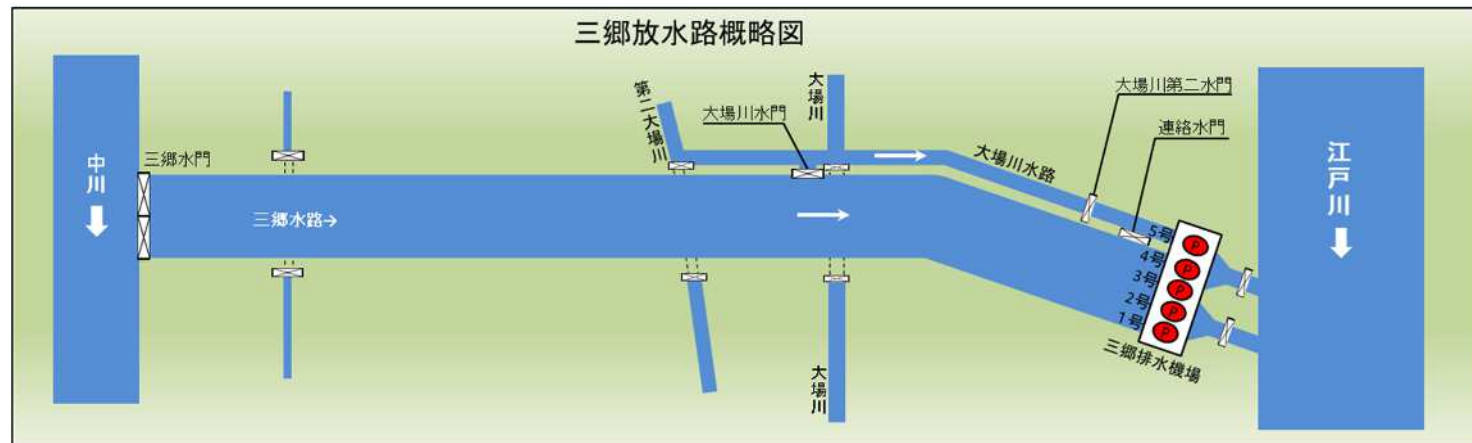 三郷放水路概略図
中川
三郷水門
三郷水路→
第二大場川
大場川水門
大場川
大場川水路
大場川第二水門
連絡水門
5号
P
4号
P
3号
P
2号
P
1号
P
三郷排水機場
大場川
江戸川